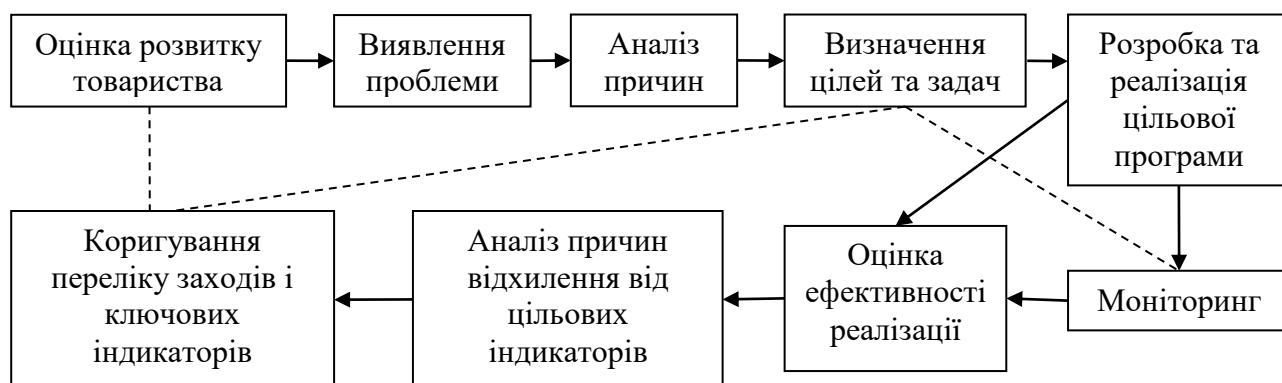 Оцінка розвитку
товариства
Виявлення
проблеми
Аналіз
причин
Визначення
цілей та задач
Розробка та
реалізація
цільової
програми
Коригування
переліку заходів і
ключових
індикаторів
Аналіз причин
відхилення від
цільових
індикаторів
Оцінка
ефективності
реалізації
Моніторинг